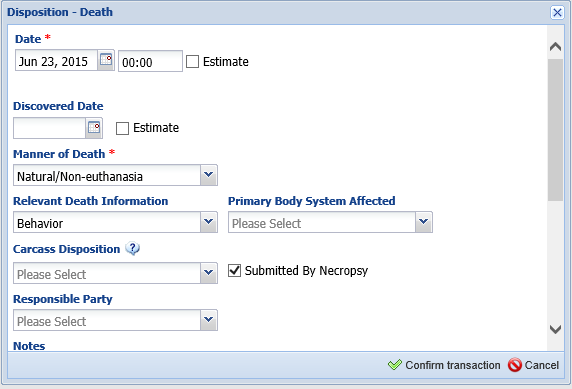 Disposition - Death
Date *
Jun 23, 2015 00:00 Estimate
Discovered Date
Estimate
Manner of Death *
Natural/Non-euthanasia
Relevant Death Information Primary Body System Affected
Behavior Please Select
Carcass Disposition ?
Please Select Submitted By Necropsy
Responsible Party
Please Select
Notes
Confirm transaction Cancel